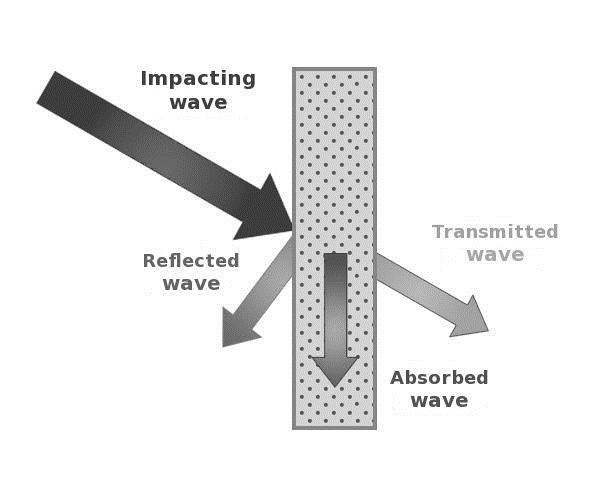 Impacting
wave
Reflected
wave
Transmitted
wave
Absorbed
wave